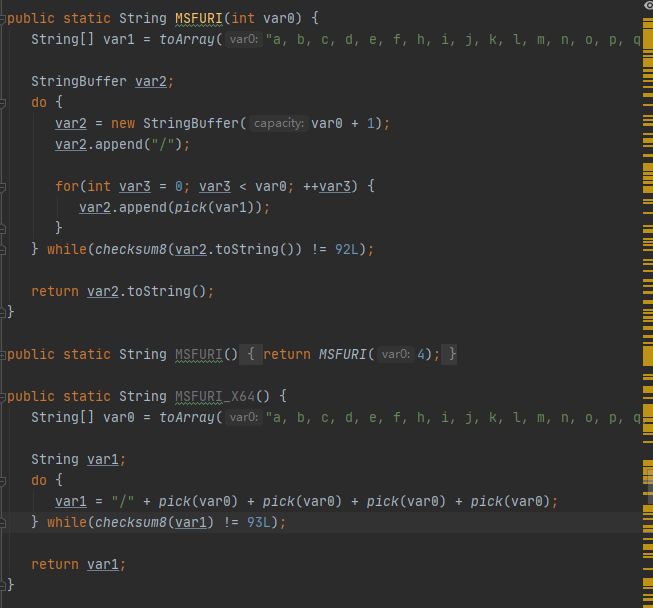 public static String MSFURI(int var0) {
String[] var1 = toArray( var0: "a, b, c, d, e, f, h, i, j, k, l, m, n, o, p, q
StringBuffer var2;
do {
var2 = new StringBuffer( capacity: var0 + 1);
var2.append("/");
for(int var3 = 0; var3 < var0; ++var3) {
var2.append(pick(var1));
}
} while(checksum8(var2.toString()) != 92L);
return var2.toString();
}
public static String MSFURI() { return MSFURI( var0: 4); }
public static String MSFURI_X64() {
String[] var0 = toArray( var0: "a, b, c, d, e, f, h, i, j, k, l, m, n, o, p, q
String var1;
do {
var1 = "/" + pick(var0) + pick(var0) + pick(var0) + pick(var0);
} while(checksum8(var1) != 93L);
return var1;
}